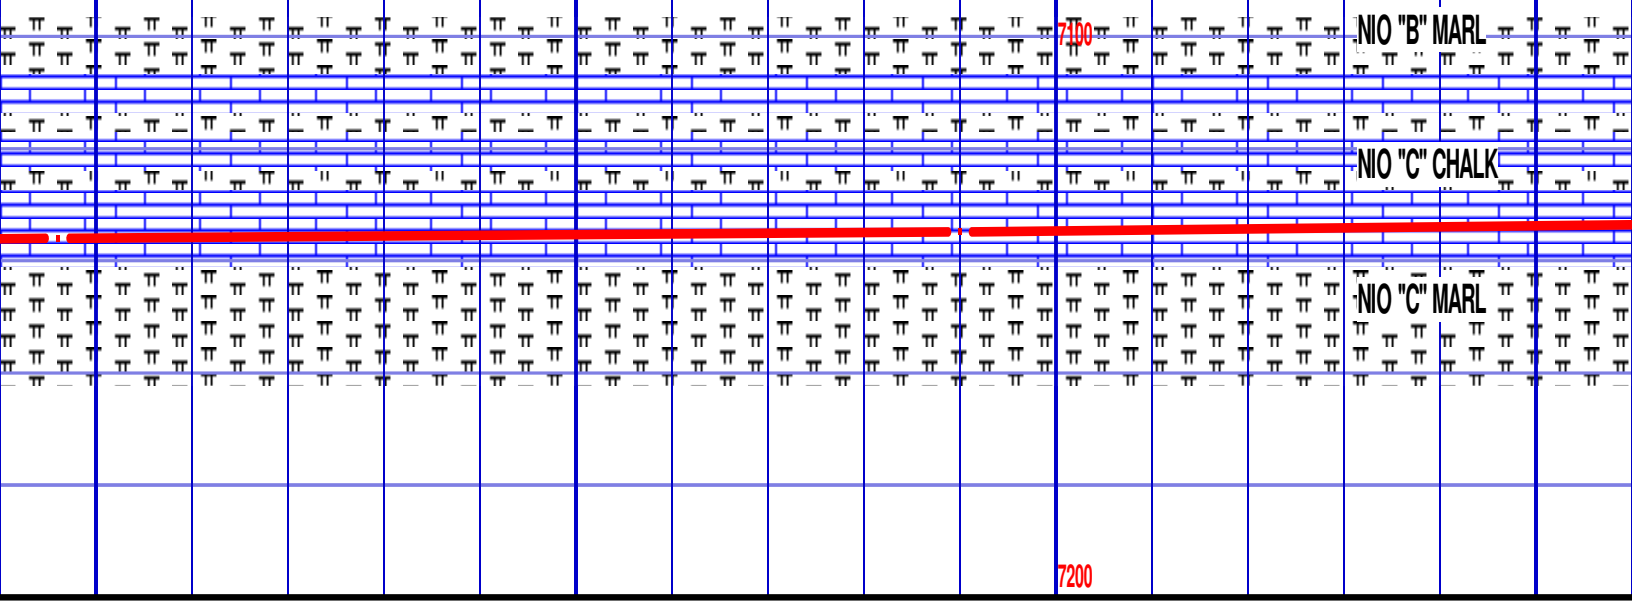 7100
NIO "B" MARL
NIO "C" CHALK
NIO "C" MARL
7200